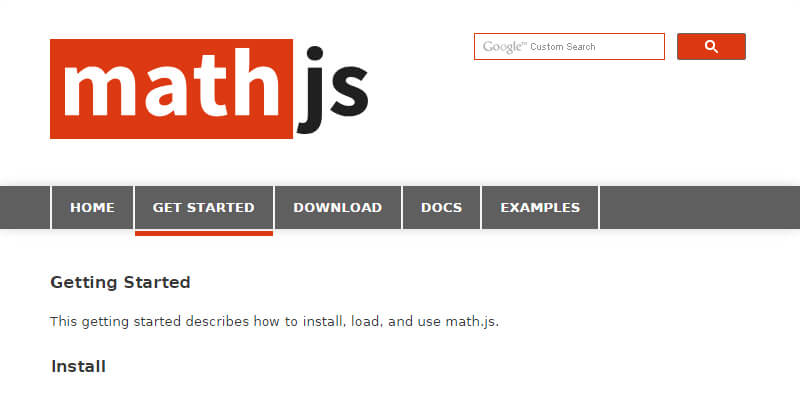 math js
Google™ Custom Search
HOME GET STARTED DOWNLOAD DOCS EXAMPLES
Getting Started
This getting started describes how to install, load, and use math.js.
Install